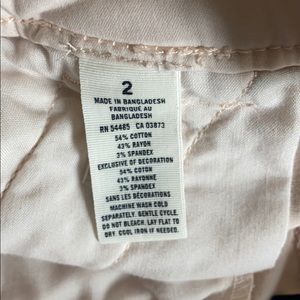 2
MADE IN BANGLADESH
FABRIQUÉ AU
BANGLADESH
RN 54485 CA 03873
54% COTTON
43% RAYON
3% SPANDEX
EXCLUSIVE OF DECORATION
54% COTON
43% RAYONNE
3% SPANDEX
SANS LES DÉCORATIONS
MACHINE WASH COLD
SEPARATELY. GENTLE CYCLE.
DO NOT BLEACH. LAY FLAT TO
DRY. COOL IRON IF NEEDED.